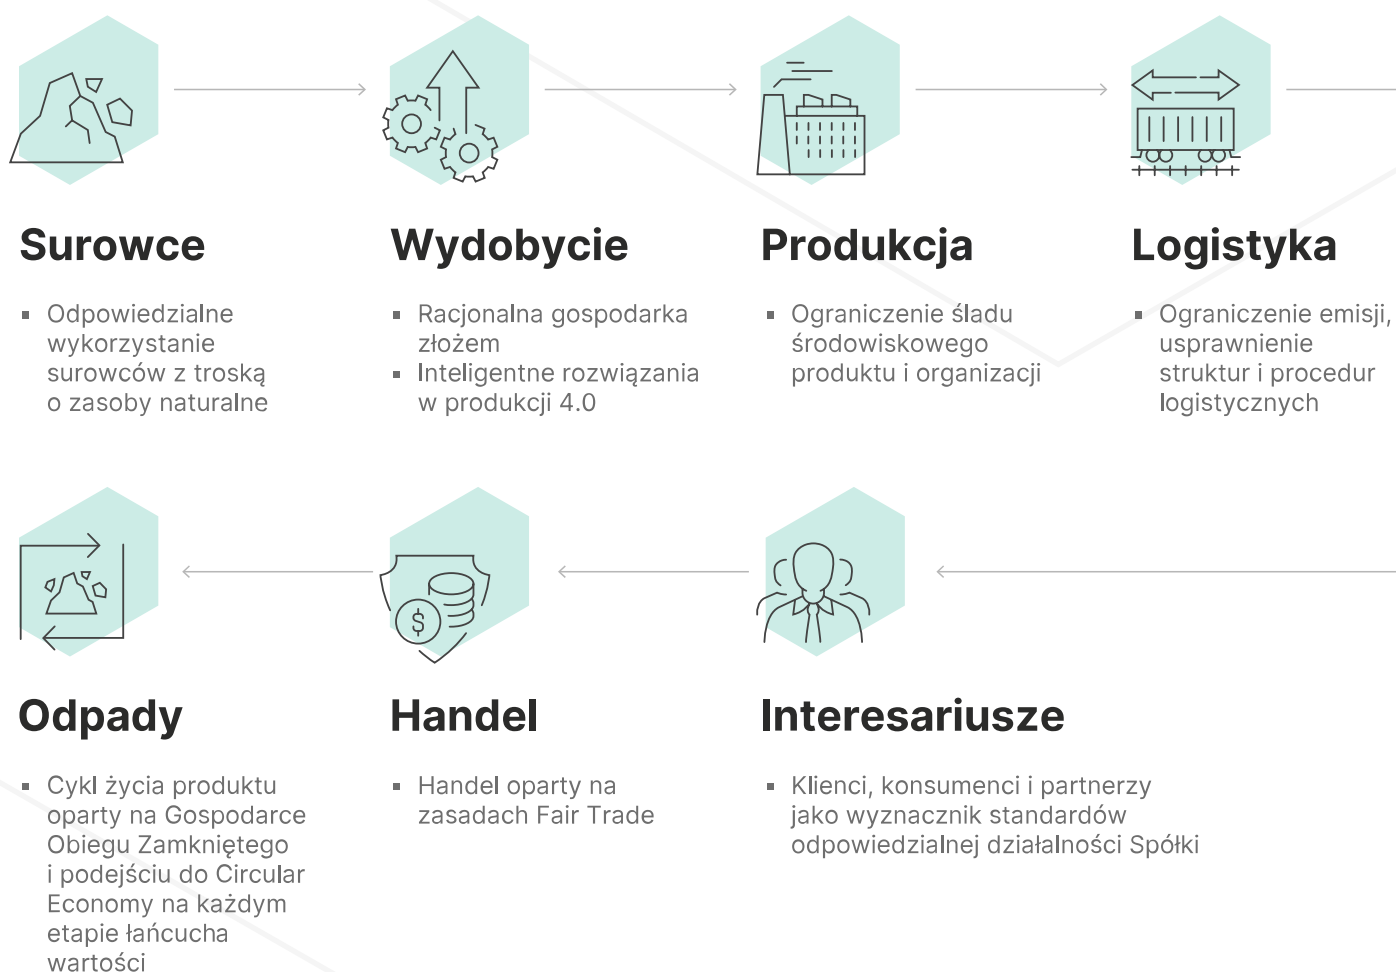 Surowce
▪ Odpowiedzialne
wykorzystanie
surowców z troską
o zasoby naturalne
Wydobycie
▪ Racjonalna gospodarka
złożem
▪ Inteligentne rozwiązania
w produkcji 4.0
Produkcja
▪ Ograniczenie śladu
środowiskowego
produktu i organizacji
Logistyka
▪ Ograniczenie emisji,
usprawnienie
struktur i procedur
logistycznych
Odpady
▪ Cykl życia produktu
oparty na Gospodarce
Obiegu Zamkniętego
i podejściu do Circular
Economy na każdym
etapie łańcucha
wartości
$
Handel
▪ Handel oparty na
zasadach Fair Trade
Interesariusze
▪ Klienci, konsumenci i partnerzy
jako wyznacznik standardów
odpowiedzialnej działalności Spółki